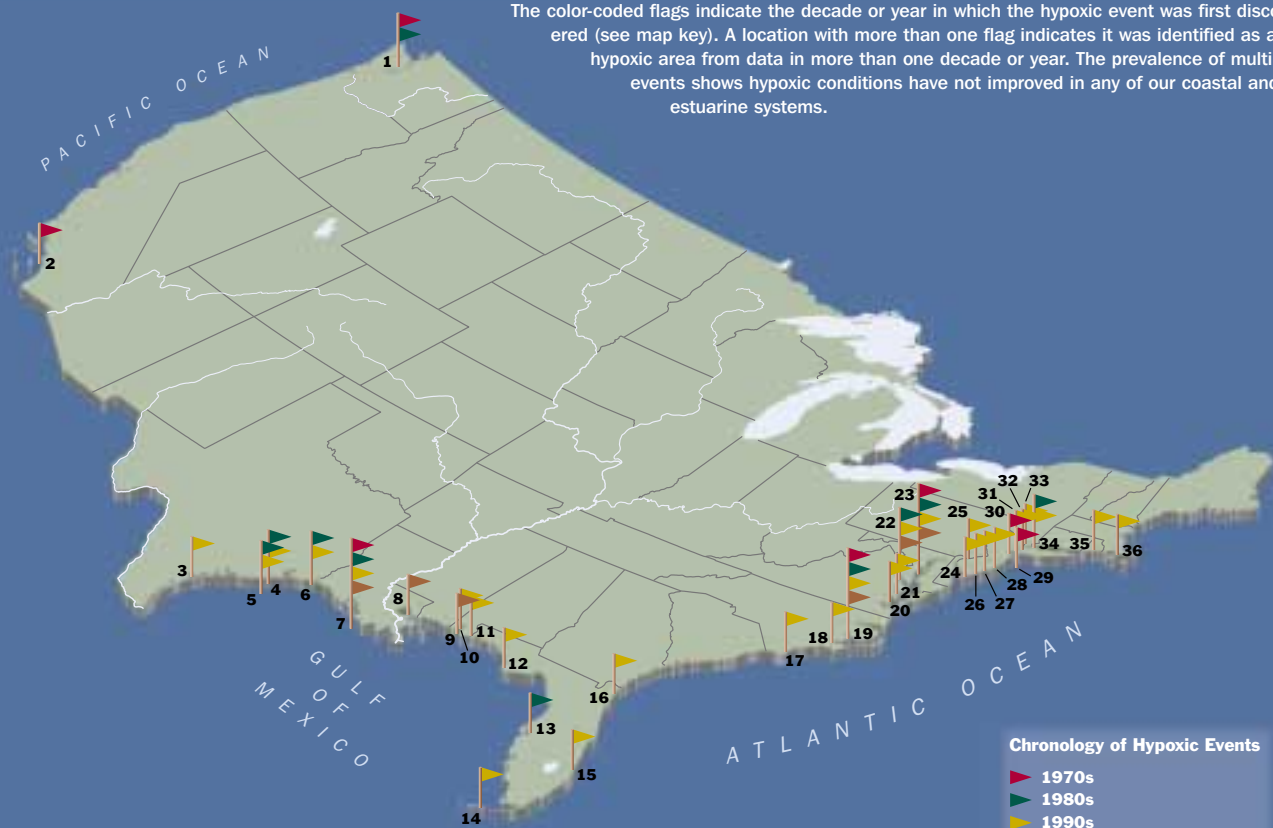 The color-coded flags indicate the decade or year in which the hypoxic event was first disco
ered (see map key). A location with more than one flag indicates it was identified as a
hypoxic area from data in more than one decade or year. The prevalence of multi
events shows hypoxic conditions have not improved in any of our coastal and
estuarine systems.
PACIFIC OCEAN
1
2
3
4
5
6
7
8
9
10
11
12
13
14
15
16
17
18
19
20
21
22
23
24
25
26
27
28
29
30
31
32
33
34
35
36
GULF
OF
MEXICO
ATLANTIC OCEAN
Chronology of Hypoxic Events
1970s
1980s
1990s